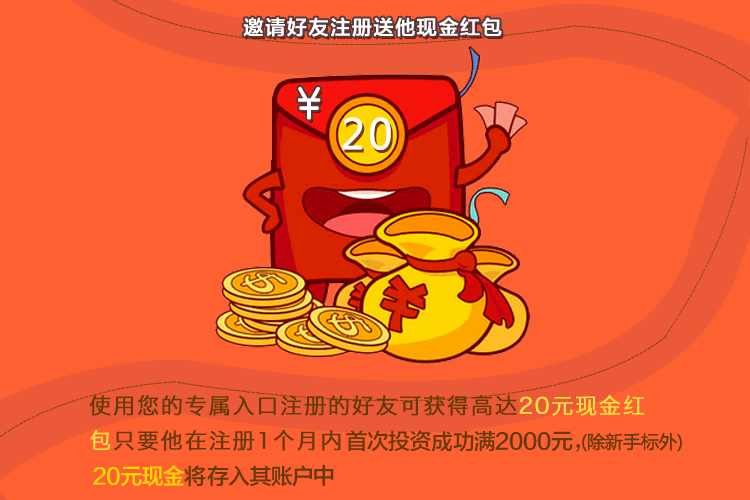 邀请好友注册送他现金红包
¥
20
使用您的专属入口注册的好友可获得高达20元现金红
包只要他在注册1个月内首次投资成功满2000元,(除新手标外)
20元现金将存入其账户中